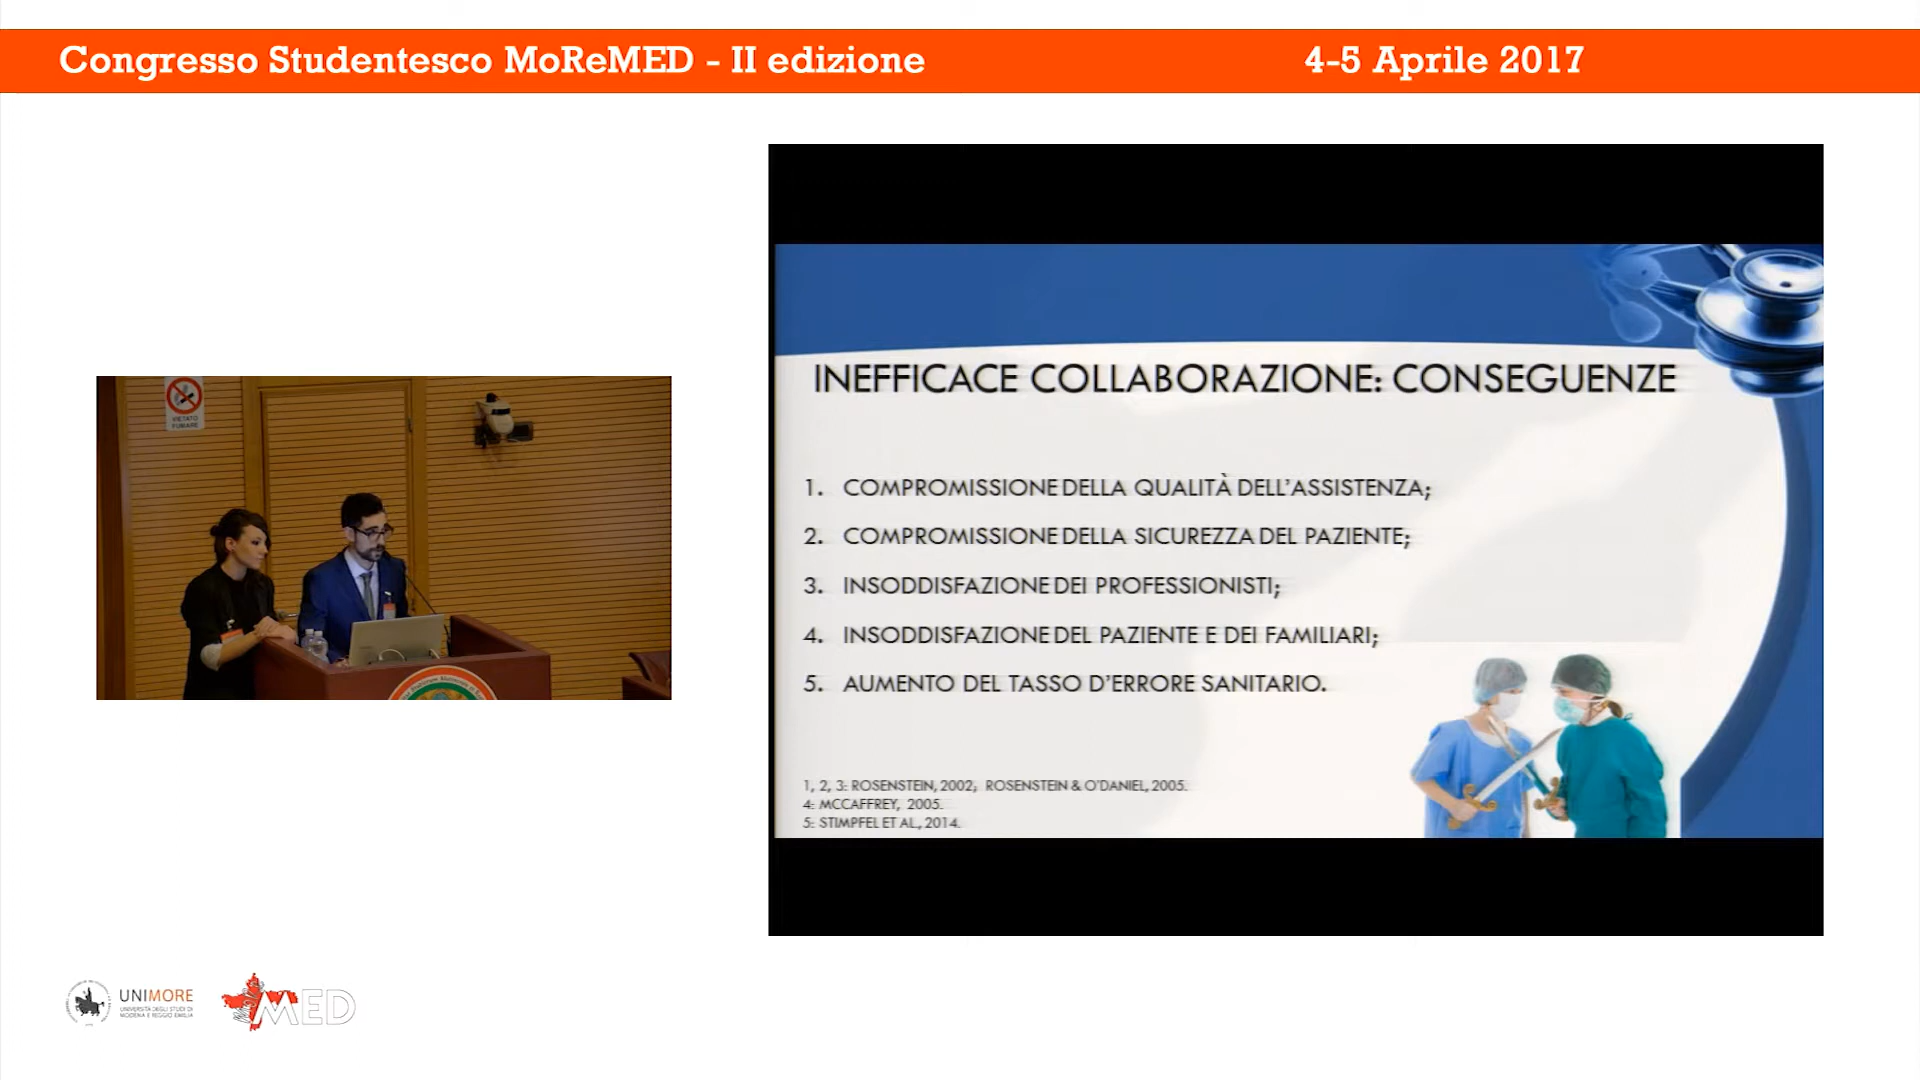 Congresso Studentesco MoReMED - II edizione
4-5 Aprile 2017
VIETATO
FUMARE
INEFFICACE COLLABORAZIONE: CONSEGUENZE
1. COMPROMISSIONE DELLA QUALITÀ DELL'ASSISTENZA;
2. COMPROMISSIONE DELLA SICUREZZA DEL PAZIENTE;
3. INSODDISFAZIONE DEI PROFESSIONISTI;
4. INSODDISFAZIONE DEL PAZIENTE E DEI FAMILIARI;
5. AUMENTO DEL TASSO D'ERRORE SANITARIO.
1, 2, 3: ROSENSTEIN, 2002; ROSENSTEIN & O'DANIEL, 2005.
4: MCCAFFREY, 2005.
5: STIMPFEL ET AL., 2014.
UNIMORE
UNIVERSITÀ DEGLI STUDI DI
MODENA E REGGIO EMILIA
MED